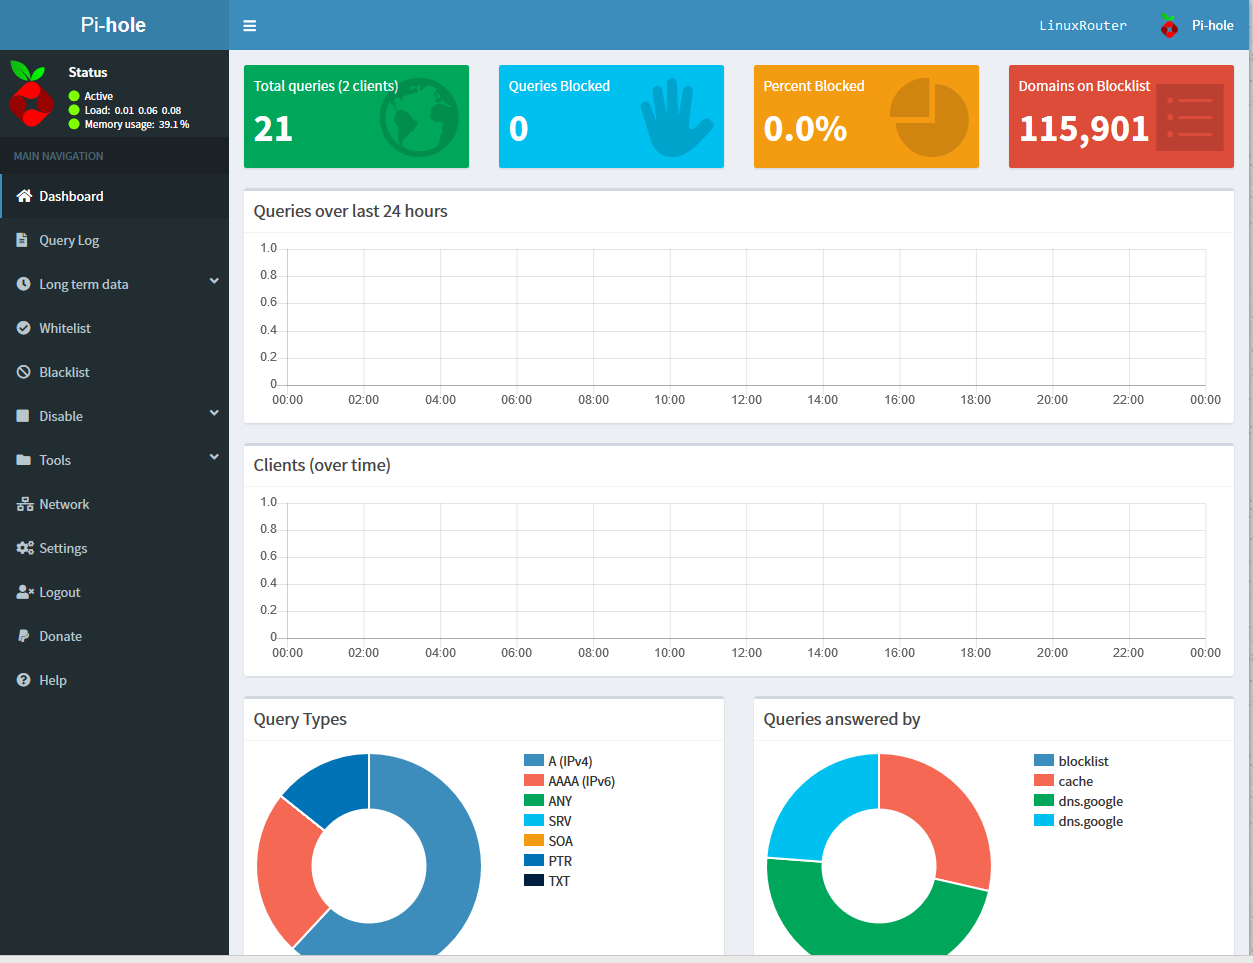 Pi-hole
LinuxRouter
Pi-hole
Status
Active
Load: 0.01 0.06 0.08
Memory usage: 39.1 %
MAIN NAVIGATION
Dashboard
Query Log
Long term data
Whitelist
Blacklist
Disable
Tools
Network
Settings
Logout
Donate
Help
Total queries (2 clients)
21
Queries Blocked
0
Percent Blocked
0.0%
Domains on Blocklist
115,901
Queries over last 24 hours
1.0
0.8
0.6
0.4
0.2
0
00:00 02:00 04:00 06:00 08:00 10:00 12:00 14:00 16:00 18:00 20:00 22:00 00:00
Clients (over time)
1.0
0.8
0.6
0.4
0.2
0
00:00 02:00 04:00 06:00 08:00 10:00 12:00 14:00 16:00 18:00 20:00 22:00 00:00
Query Types
A (IPv4)
AAAA (IPv6)
ANY
SRV
SOA
PTR
TXT
Queries answered by
blocklist
cache
dns.google
dns.google